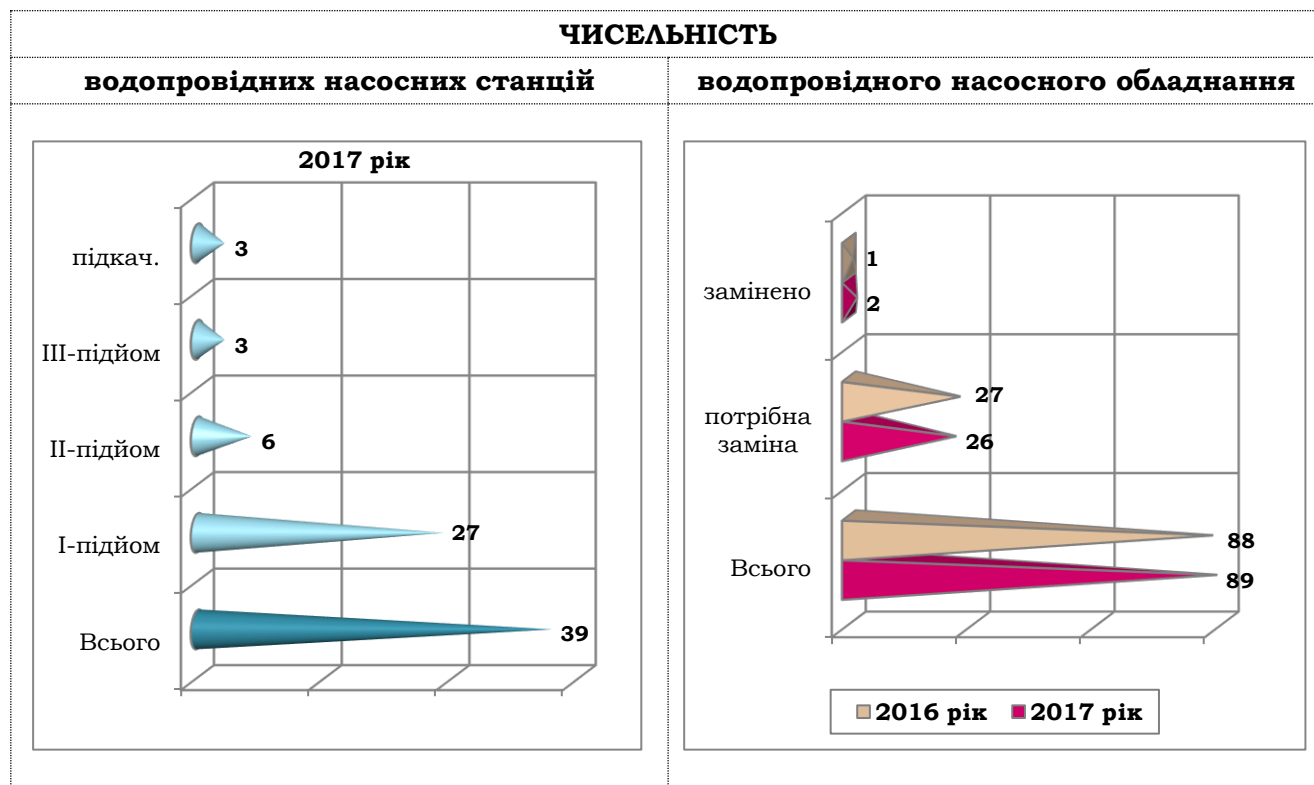 ЧИСЕЛЬНІСТЬ
водопровідних насосних станцій
водопровідного насосного обладнання
2017 рік
підкач.
3
ІІІ-підйом
3
ІІ-підйом
6
І-підйом
27
Всього
39
замінено
1
2
потрібна
заміна
27
26
Всього
88
89
2016 рік
2017 рік